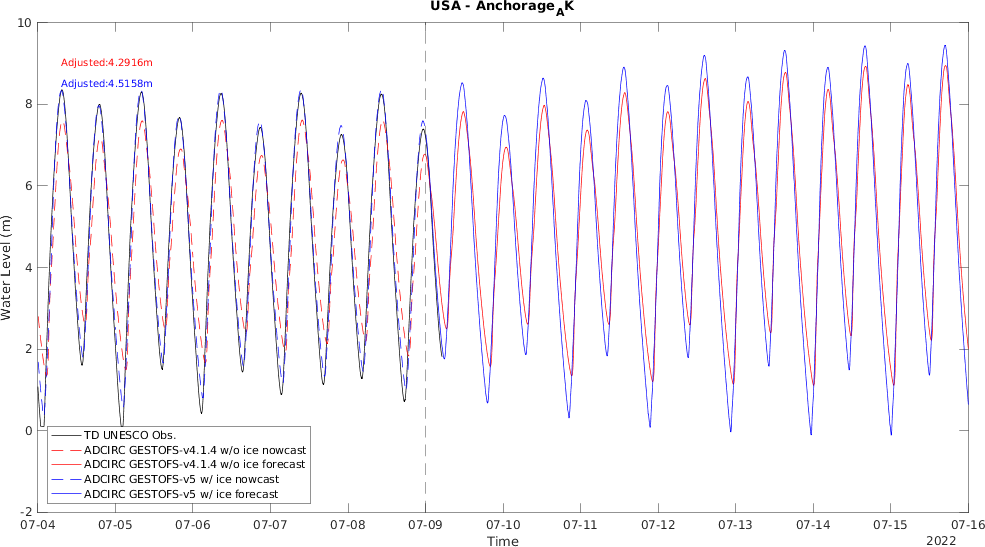 USA - Anchorage_AK
Adjusted:4.2916m
Adjusted:4.5158m
Water Level (m)
10
8
6
4
2
0
-2
TD UNESCO Obs.
ADCIRC GESTOFS-v4.1.4 w/o ice nowcast
ADCIRC GESTOFS-v4.1.4 w/o ice forecast
ADCIRC GESTOFS-v5 w/ ice nowcast
ADCIRC GESTOFS-v5 w/ ice forecast
07-04 07-05 07-06 07-07 07-08 07-09 07-10 07-11 07-12 07-13 07-14 07-15 07-16
Time
2022